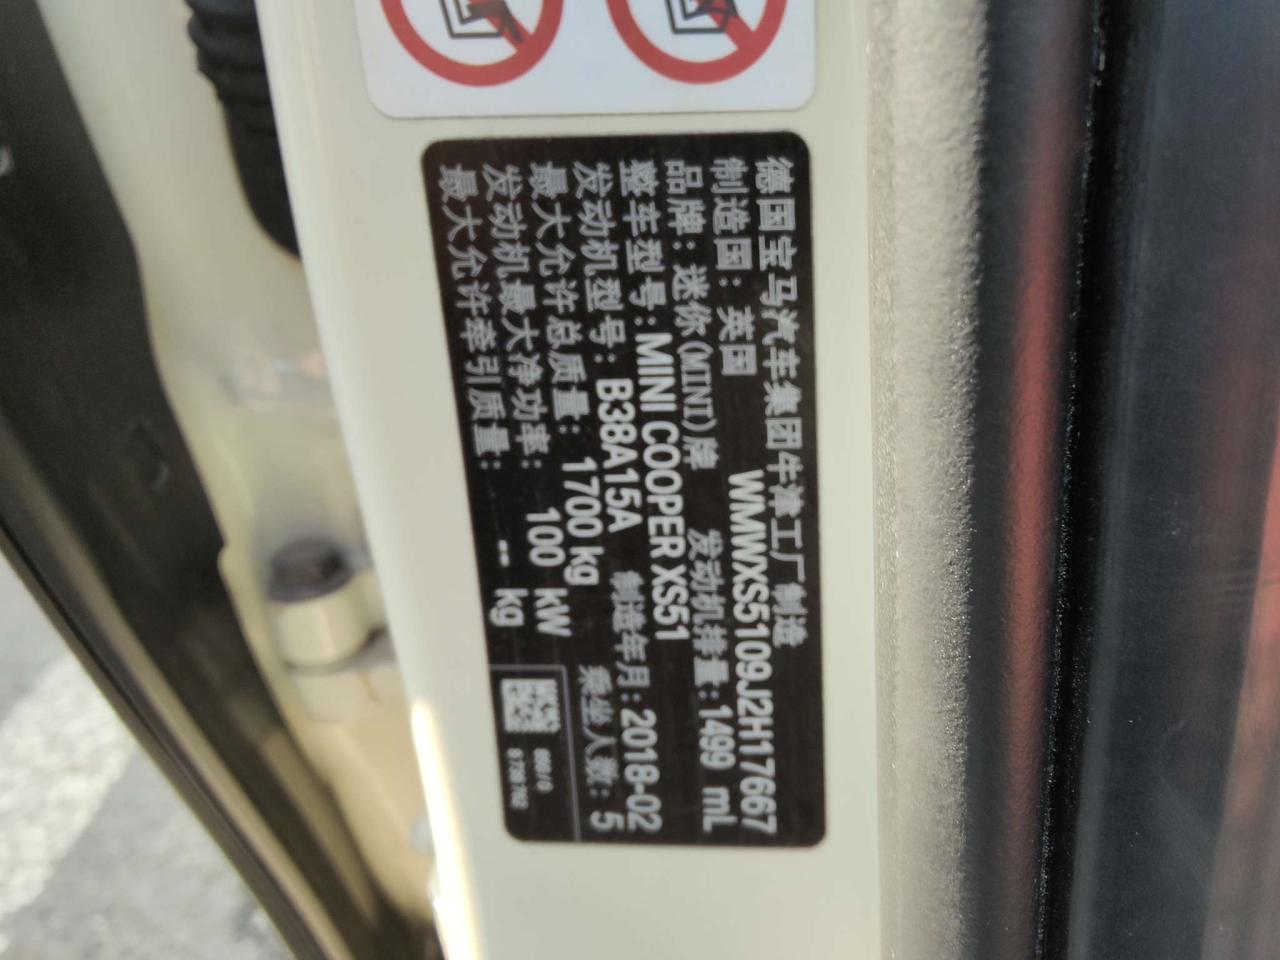 德国宝马汽车集团牛津工厂制造
制造国：英国 WMWXS5109J2H17667
品牌：迷你(MINI)牌 发动机排量：1499 mL
整车型号：MINI COOPER XS51
发动机型号：B38A15A 制造年月：2018-02
最大允许总质量：1700 kg 乘坐人数：5
发动机最大净功率：100 kW
最大允许牵引质量：-- kg